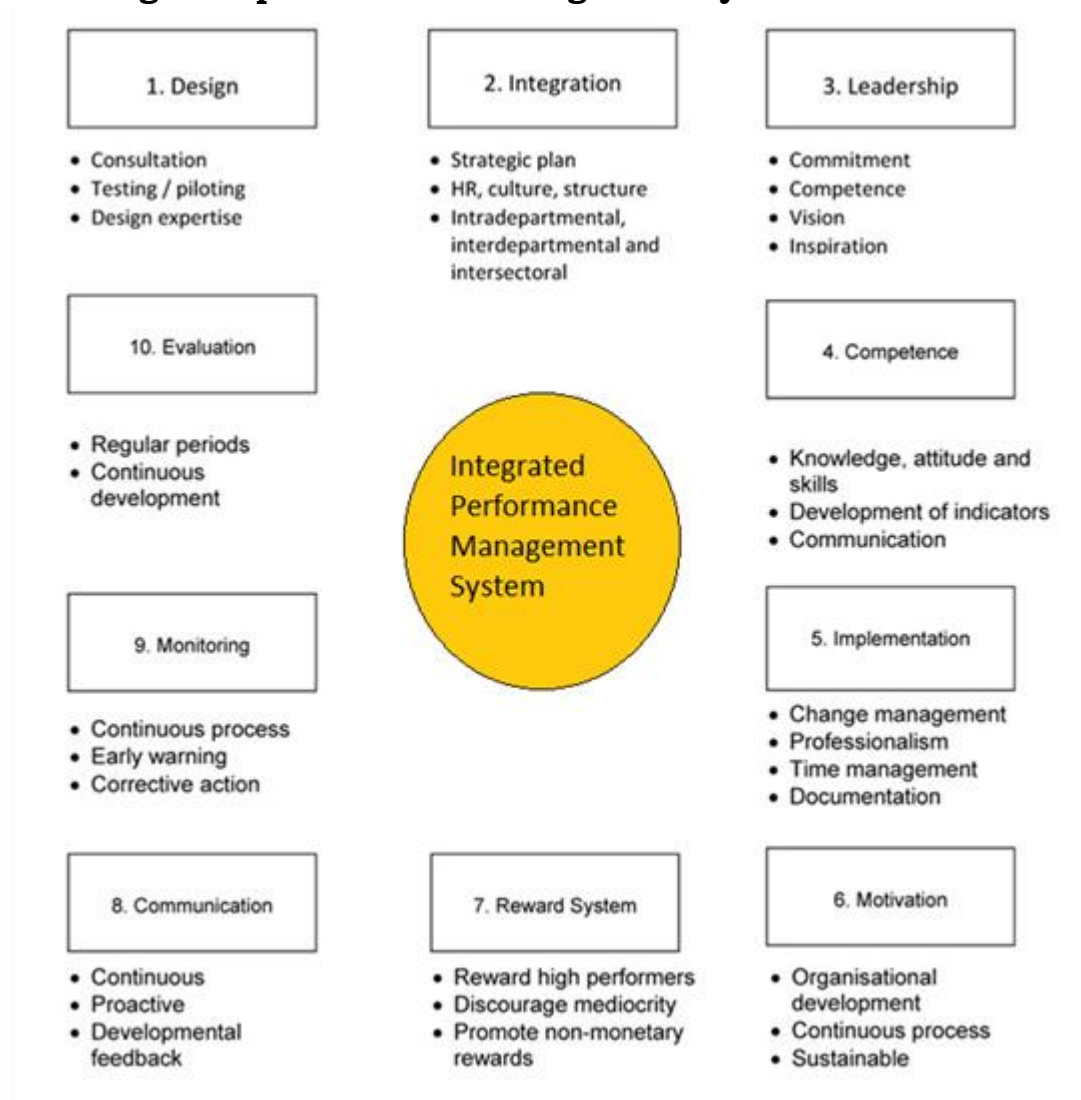 1. Design
• Consultation
• Testing / piloting
• Design expertise
2. Integration
• Strategic plan
• HR, culture, structure
• Intradepartmental,
interdepartmental and
intersectoral
3. Leadership
• Commitment
• Competence
• Vision
• Inspiration
10. Evaluation
• Regular periods
• Continuous
development
Integrated
Performance
Management
System
4. Competence
• Knowledge, attitude and
skills
• Development of indicators
• Communication
9. Monitoring
• Continuous process
• Early warning
• Corrective action
5. Implementation
• Change management
• Professionalism
• Time management
• Documentation
8. Communication
• Continuous
• Proactive
• Developmental
feedback
7. Reward System
• Reward high performers
• Discourage mediocrity
• Promote non-monetary
rewards
6. Motivation
• Organisational
development
• Continuous process
• Sustainable